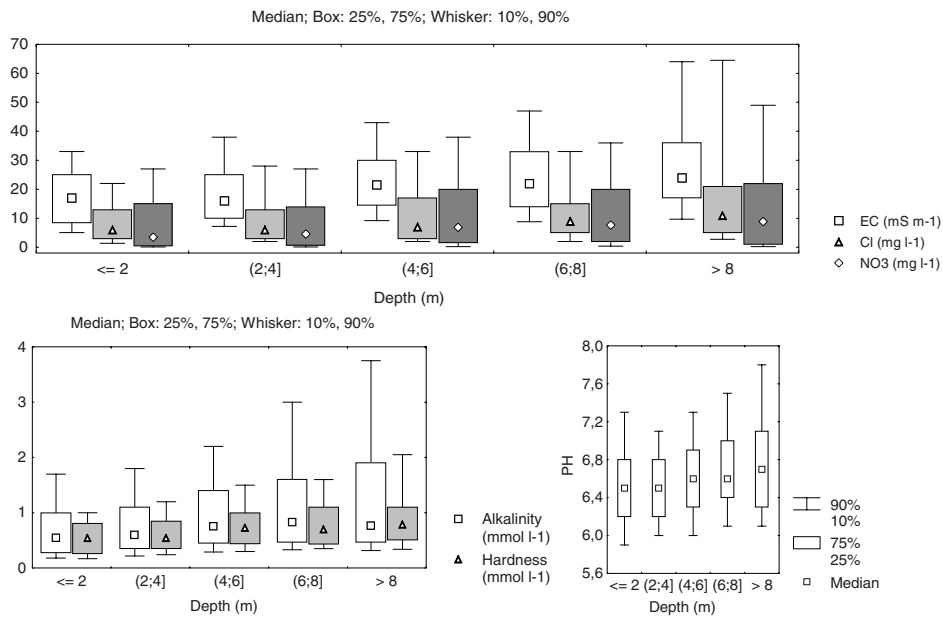 Median; Box: 25%, 75%; Whisker: 10%, 90%
70
60
50
40
30
20
10
0
<= 2 (2;4] (4;6] (6;8] > 8
Depth (m)
EC (mS m-1)
Cl (mg l-1)
NO3 (mg l-1)
Median; Box: 25%, 75%; Whisker: 10%, 90%
4
3
2
1
0
<= 2 (2;4] (4;6] (6;8] > 8
Depth (m)
Alkalinity
(mmol l-1)
Hardness
(mmol l-1)
PH
8,0
7,6
7,2
6,8
6,4
6,0
5,6
<= 2 (2;4] (4;6] (6;8] > 8
Depth (m)
90%
10%
75%
25%
Median